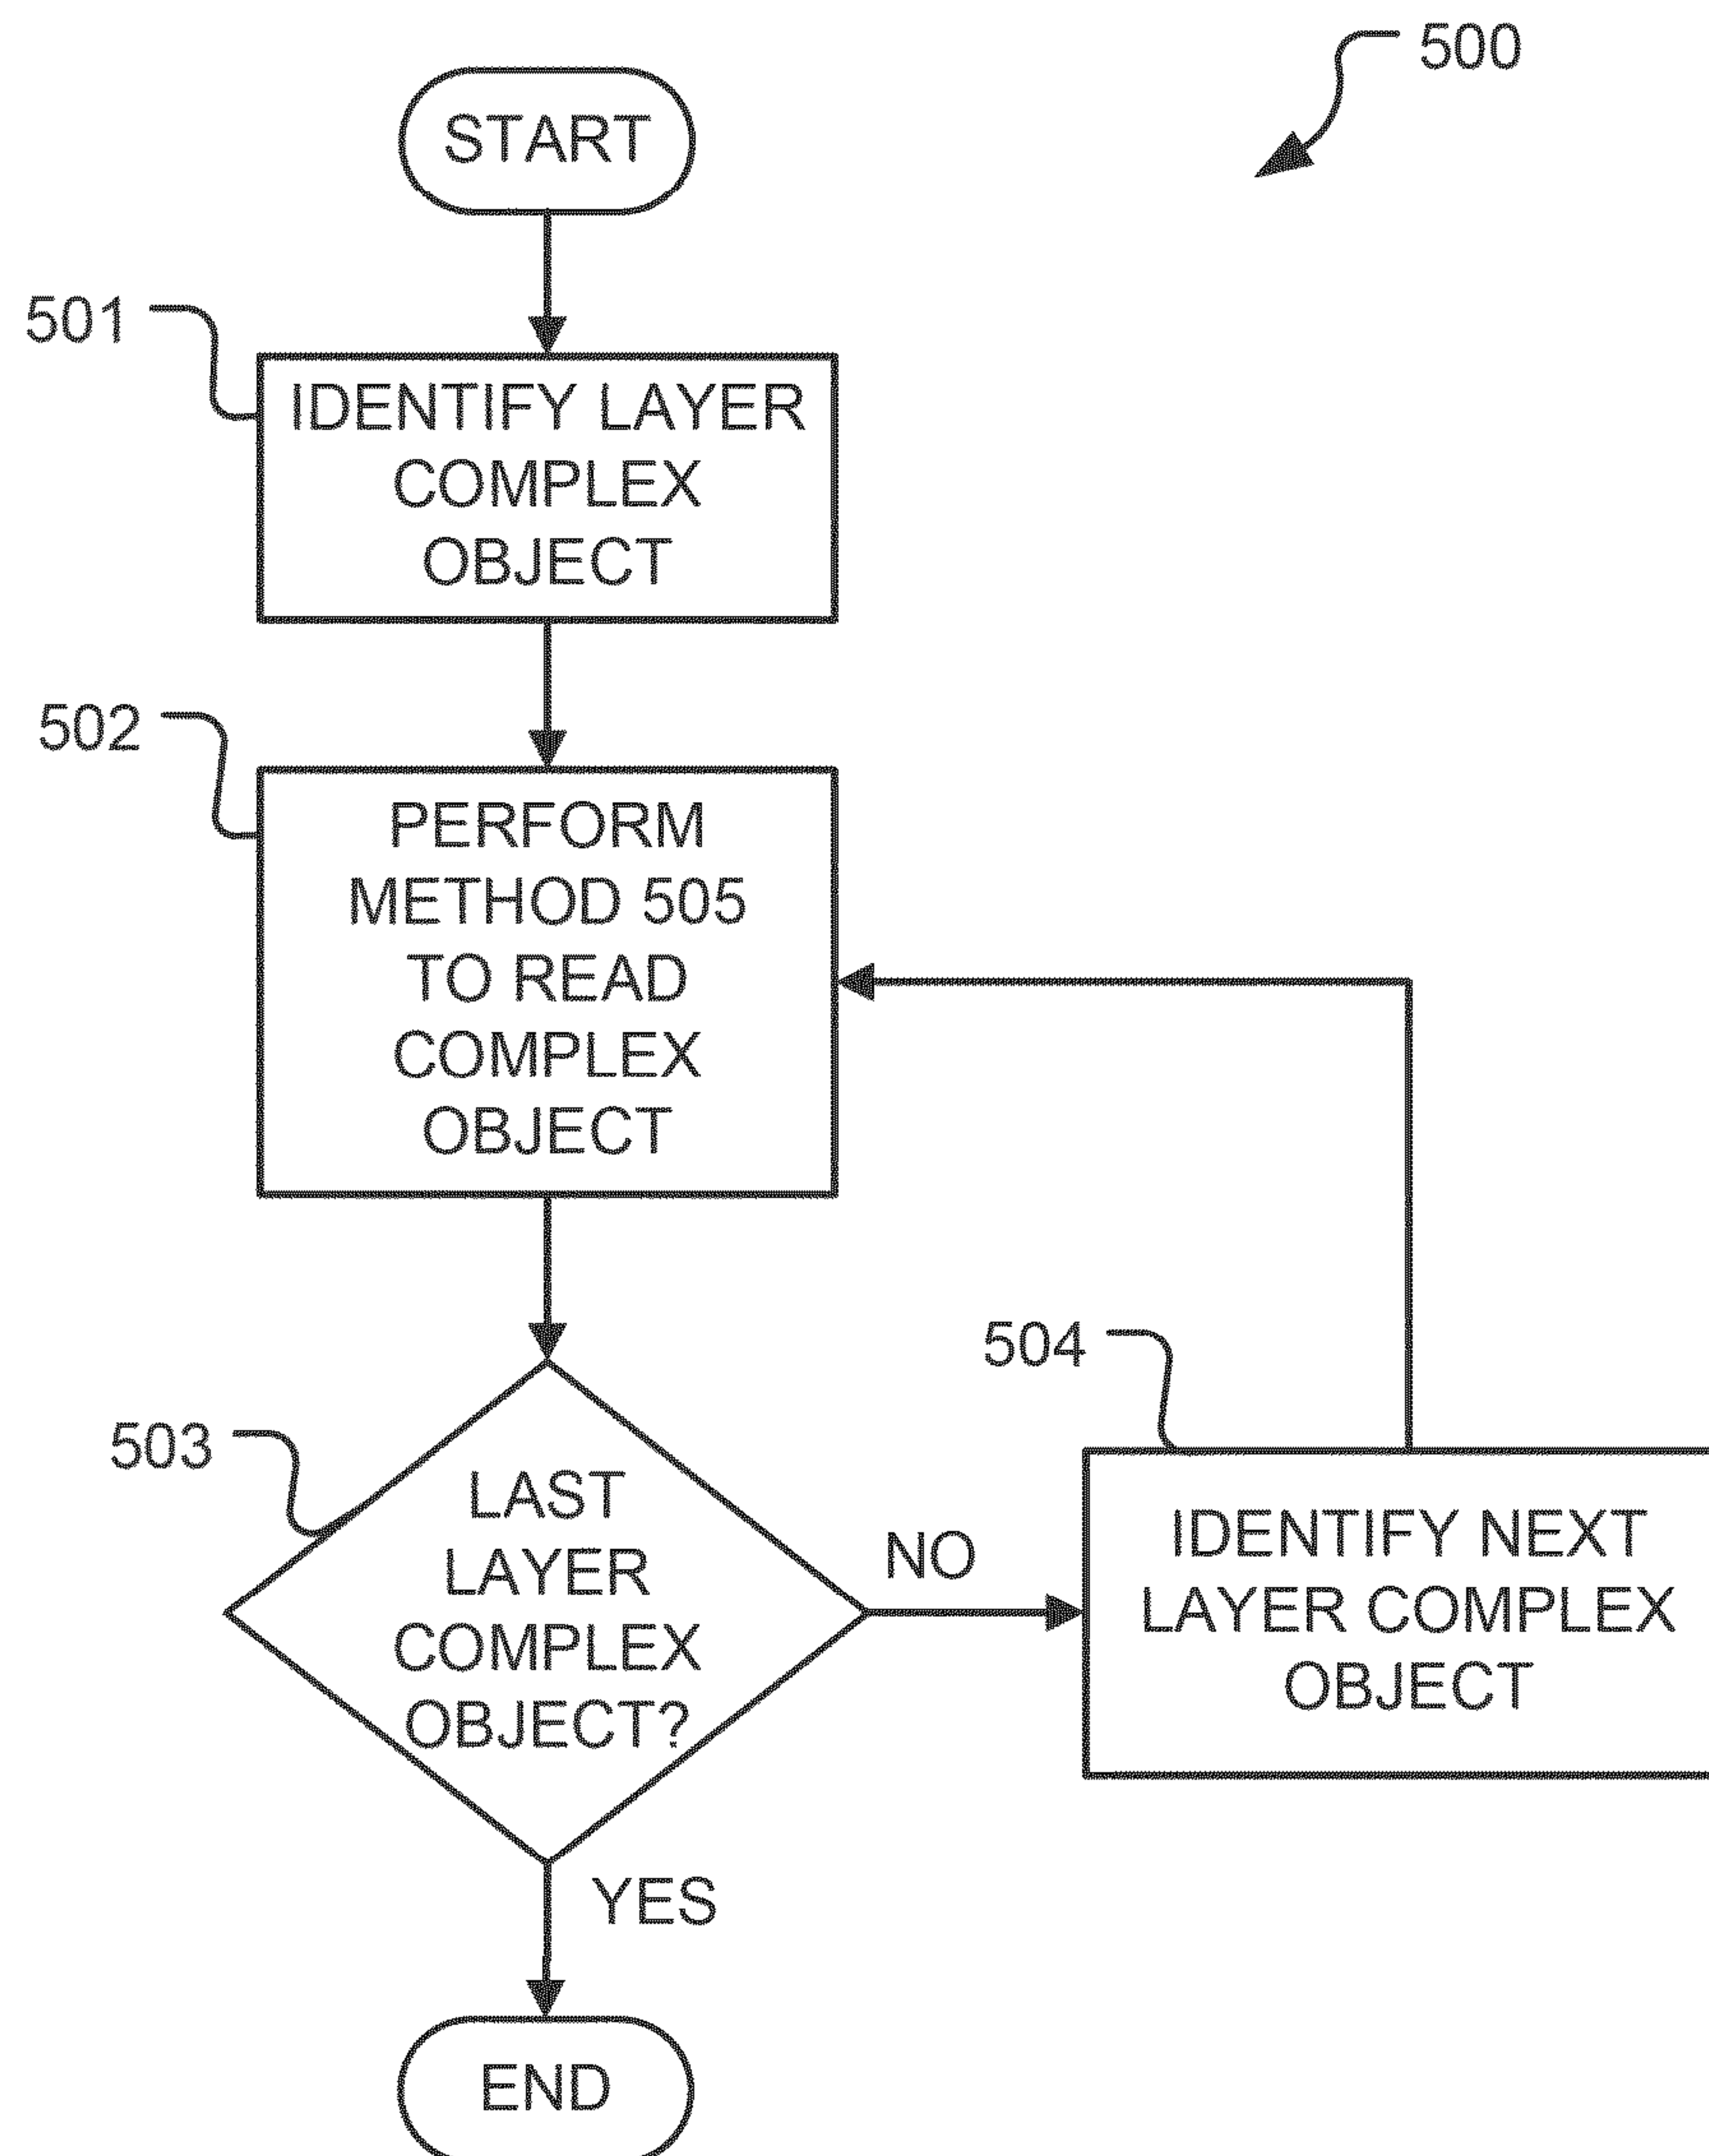 500
START
501
IDENTIFY LAYER
COMPLEX
OBJECT
502
PERFORM
METHOD 505
TO READ
COMPLEX
OBJECT
503
LAST
LAYER
COMPLEX
OBJECT?
NO
504
IDENTIFY NEXT
LAYER COMPLEX
OBJECT
YES
END